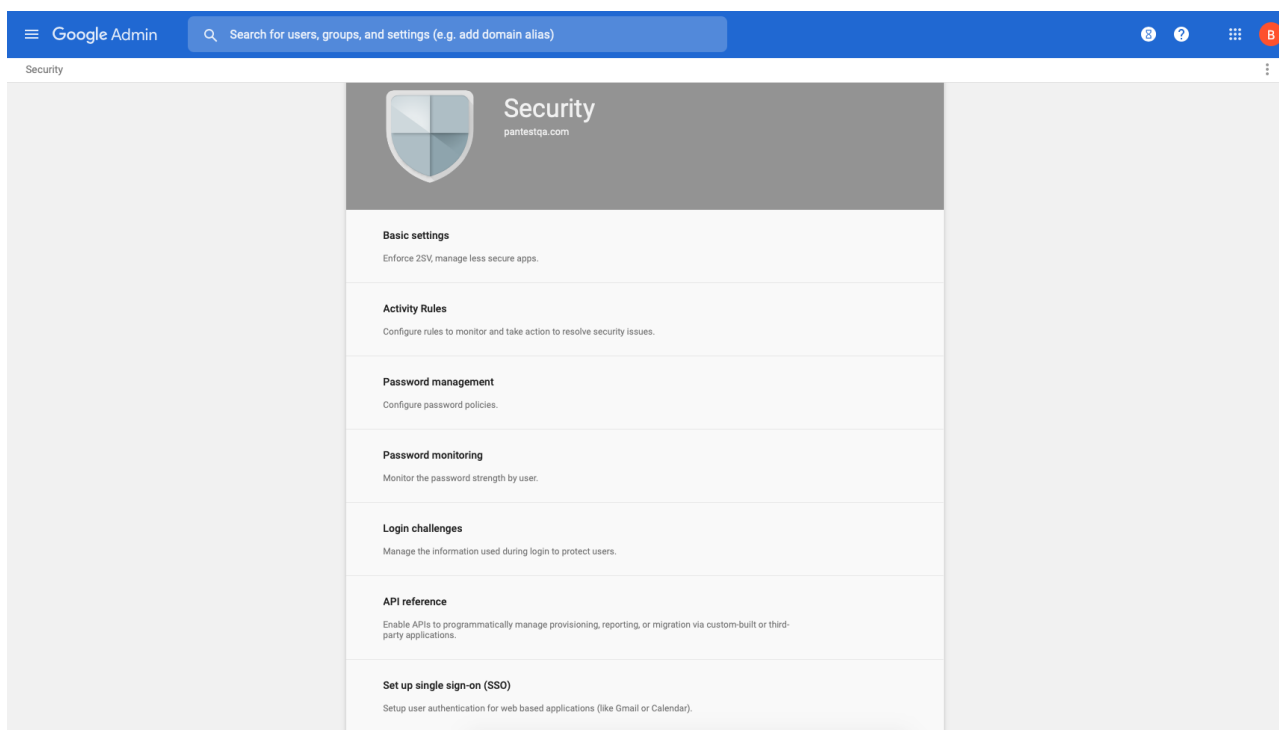 Google Admin
Search for users, groups, and settings (e.g. add domain alias)
8
?
B
Security
Security
pantestqa.com
Basic settings
Enforce 2SV, manage less secure apps.
Activity Rules
Configure rules to monitor and take action to resolve security issues.
Password management
Configure password policies.
Password monitoring
Monitor the password strength by user.
Login challenges
Manage the information used during login to protect users.
API reference
Enable APIs to programmatically manage provisioning, reporting, or migration via custom-built or third-
party applications.
Set up single sign-on (SSO)
Setup user authentication for web based applications (like Gmail or Calendar).